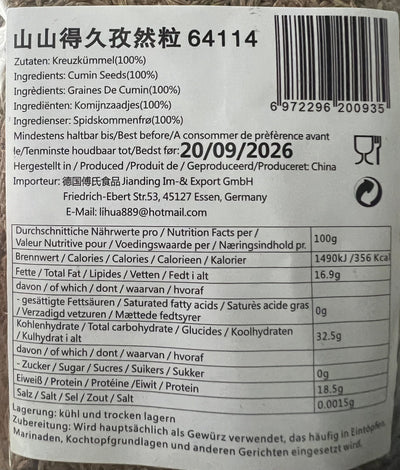 山山得久孜然粒 64114
Zutaten: Kreuzkümmel(100%)
Ingredients: Cumin Seeds(100%)
Ingrèdients: Graines De Cumin(100%)
Ingrediënten: Komijnzaadjes(100%)
Ingredienser: Spidskommenfrø(100%)
6 972296 200935
Mindestens haltbar bis/Best before/A consommer de prèfèrence avant
le/Tenminste houdbaar tot/Bedst før: 20/09/2026
Hergestellt in / Produced /Produit de / Geproduceerd/Produceret: China
Importeur: 德国傅氏食品 Jianding Im-& Export GmbH
Friedrich-Ebert Str.53, 45127 Essen, Germany
E-Mail: lihua889@hotmail.com
Durchschnittliche Nährwerte pro / Nutrition Facts per /
Valeur Nutritive pour / Voedingswaarde per / Næringsindhold pr. 100g
Brennwert / Calories / Calories / Calorieen / Kalorier 1490kJ /356 Kcal
Fette / Total Fat / Lipides / Vetten / Fedt i alt 16.9g
davon / of which / dont / waarvan / hvoraf
- gesättigte Fettsäuren / Saturated fatty acids / Saturès acide gras
/ Verzadigd vetzuren / Mættede fedtsyrer 0g
Kohlenhydrate / Total carbohydrate / Glucides / Koolhydraten
/ Kulhydrat i alt 32.5g
davon / of which / dont / waarvan / hvoraf
- Zucker / Sugar / Sucres / Suikers / Sukker 0g
Eiweiß / Protein / Protéine /Eiwit / Protein 18.5g
Salz / Salt / Sel / Zout / Salt 0.0015g
Lagerung: kühl und trocken lagern
Zubereitung: Wird hauptsächlich als Gewürz verwendet, das häufig in Eintöpfen,
Marinaden, Kochtopfgrundlagen und anderen Gerichten eingesetzt wird.